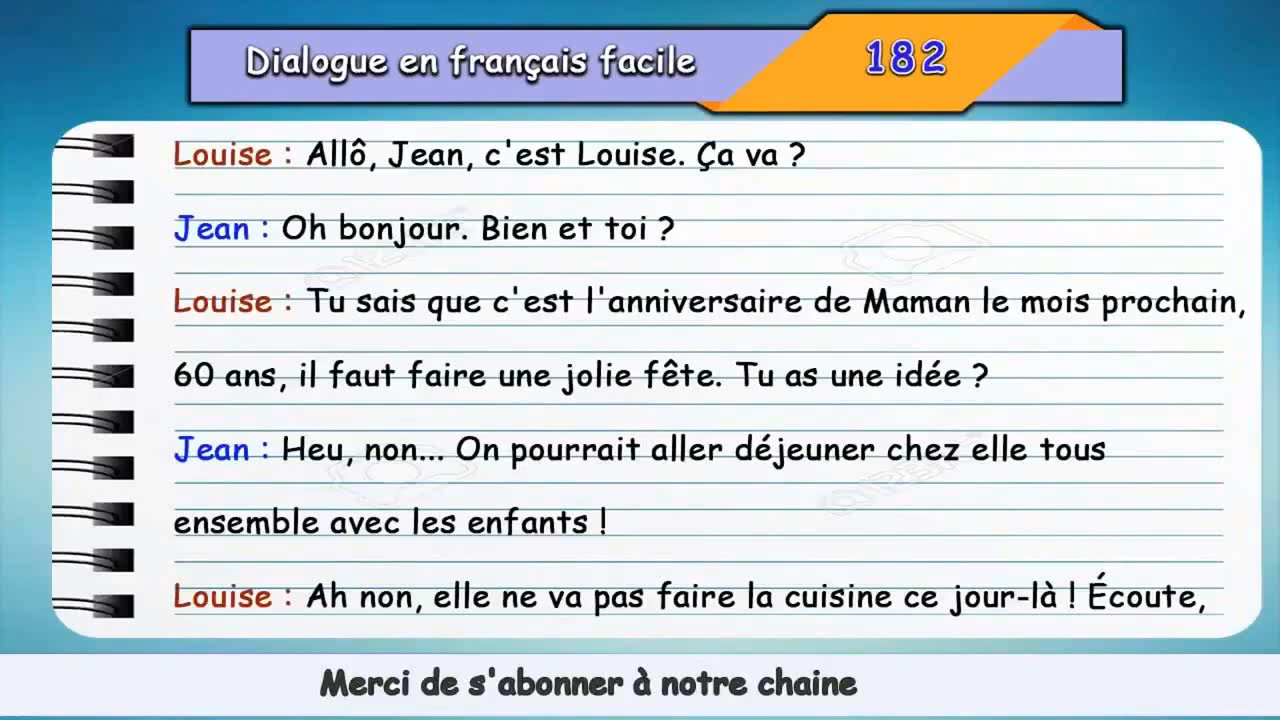 Dialogue en français facile
182
Louise : Allô, Jean, c'est Louise. Ça va ?
Jean : Oh bonjour. Bien et toi ?
Louise : Tu sais que c'est l'anniversaire de Maman le mois prochain,
60 ans, il faut faire une jolie fête. Tu as une idée ?
Jean : Heu, non... On pourrait aller déjeuner chez elle tous
ensemble avec les enfants !
Louise : Ah non, elle ne va pas faire la cuisine ce jour-là ! Écoute,
Merci de s'abonner à notre chaine